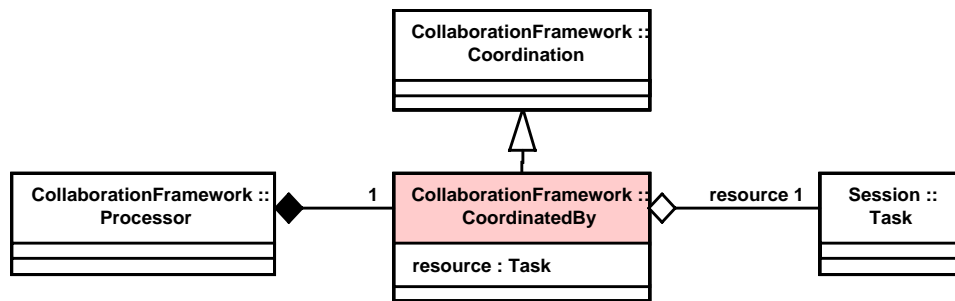 CollaborationFramework ::
Coordination
CollaborationFramework ::
Processor
1
CollaborationFramework ::
CoordinatedBy
resource : Task
resource 1
Session ::
Task